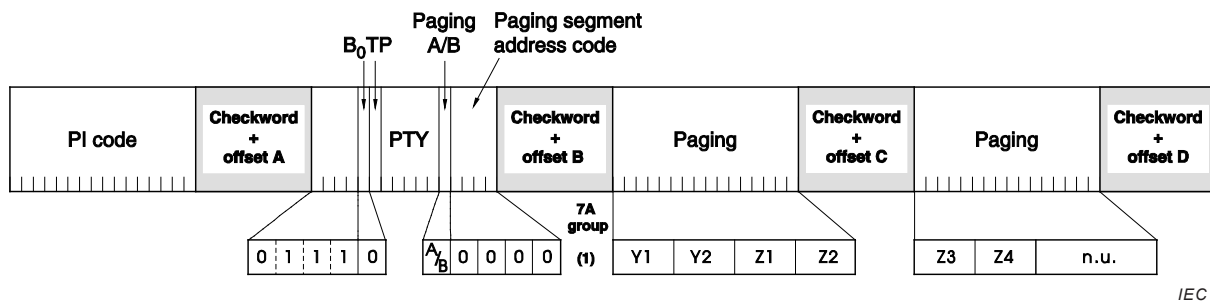 Paging A/B
Paging segment address code
B0TP
PI code
Checkword + offset A
PTY
Checkword + offset B
Paging
Checkword + offset C
Paging
Checkword + offset D
7A group
0 1 1 1 0
A/B 0 0 0 0
(1)
Y1 Y2 Z1 Z2
Z3 Z4 n.u.
IEC